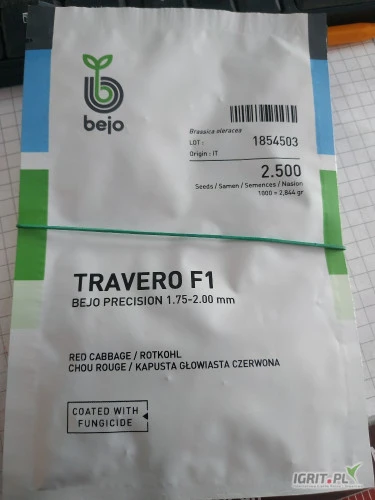 bejo
Brassica oleracea
LOT : 1854503
Origin : IT
2.500
Seeds / Samen / Semences / Nasion
1000 = 2,844 gr
TRAVERO F1
BEJO PRECISION 1.75-2.00 mm
RED CABBAGE / ROTKOHL
CHOU ROUGE / KAPUSTA GŁOWIASTA CZERWONA
COATED WITH
FUNGICIDE
IGRIT.PL